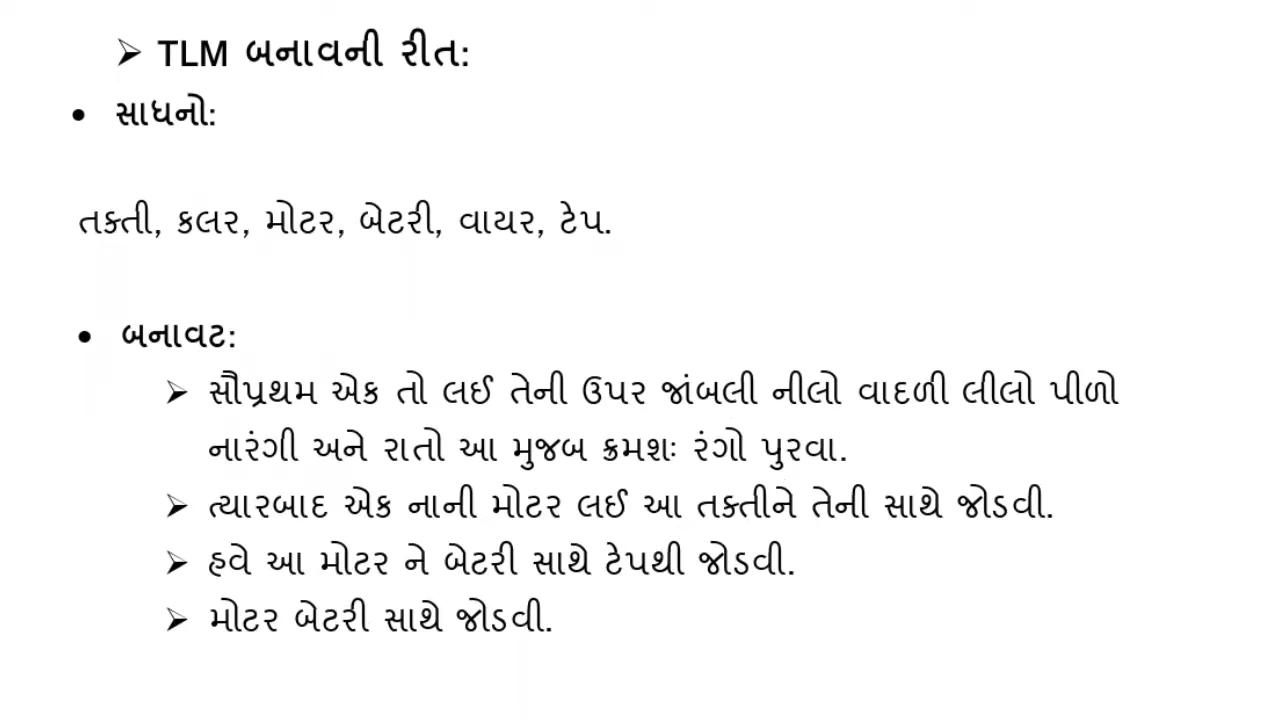 ➢ TLM બનાવની રીત:
• સાધનો:
તક્તી, કલર, મોટર, બેટરી, વાયર, ટેપ.
• બનાવટ:
➢ સૌપ્રથમ એક તો લઈ તેની ઉપર જાંબલી નીલો વાદળી લીલો પીળો
નારંગી અને રાતો આ મુજબ ક્રમશઃ રંગો પુરવા.
➢ ત્યારબાદ એક નાની મોટર લઈ આ તક્તીને તેની સાથે જોડવી.
➢ હવે આ મોટર ને બેટરી સાથે ટેપથી જોડવી.
➢ મોટર બેટરી સાથે જોડવી.